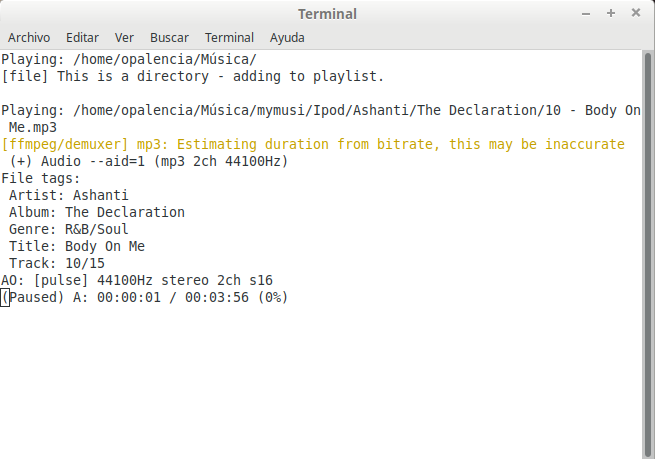 Terminal
Archivo Editar Ver Buscar Terminal Ayuda
Playing: /home/opalencia/Música/
[file] This is a directory - adding to playlist.
Playing: /home/opalencia/Música/mymusi/Ipod/Ashanti/The Declaration/10 - Body On
Me.mp3
[ffmpeg/demuxer] mp3: Estimating duration from bitrate, this may be inaccurate
(+) Audio --aid=1 (mp3 2ch 44100Hz)
File tags:
Artist: Ashanti
Album: The Declaration
Genre: R&B/Soul
Title: Body On Me
Track: 10/15
AO: [pulse] 44100Hz stereo 2ch s16
(Paused) A: 00:00:01 / 00:03:56 (0%)